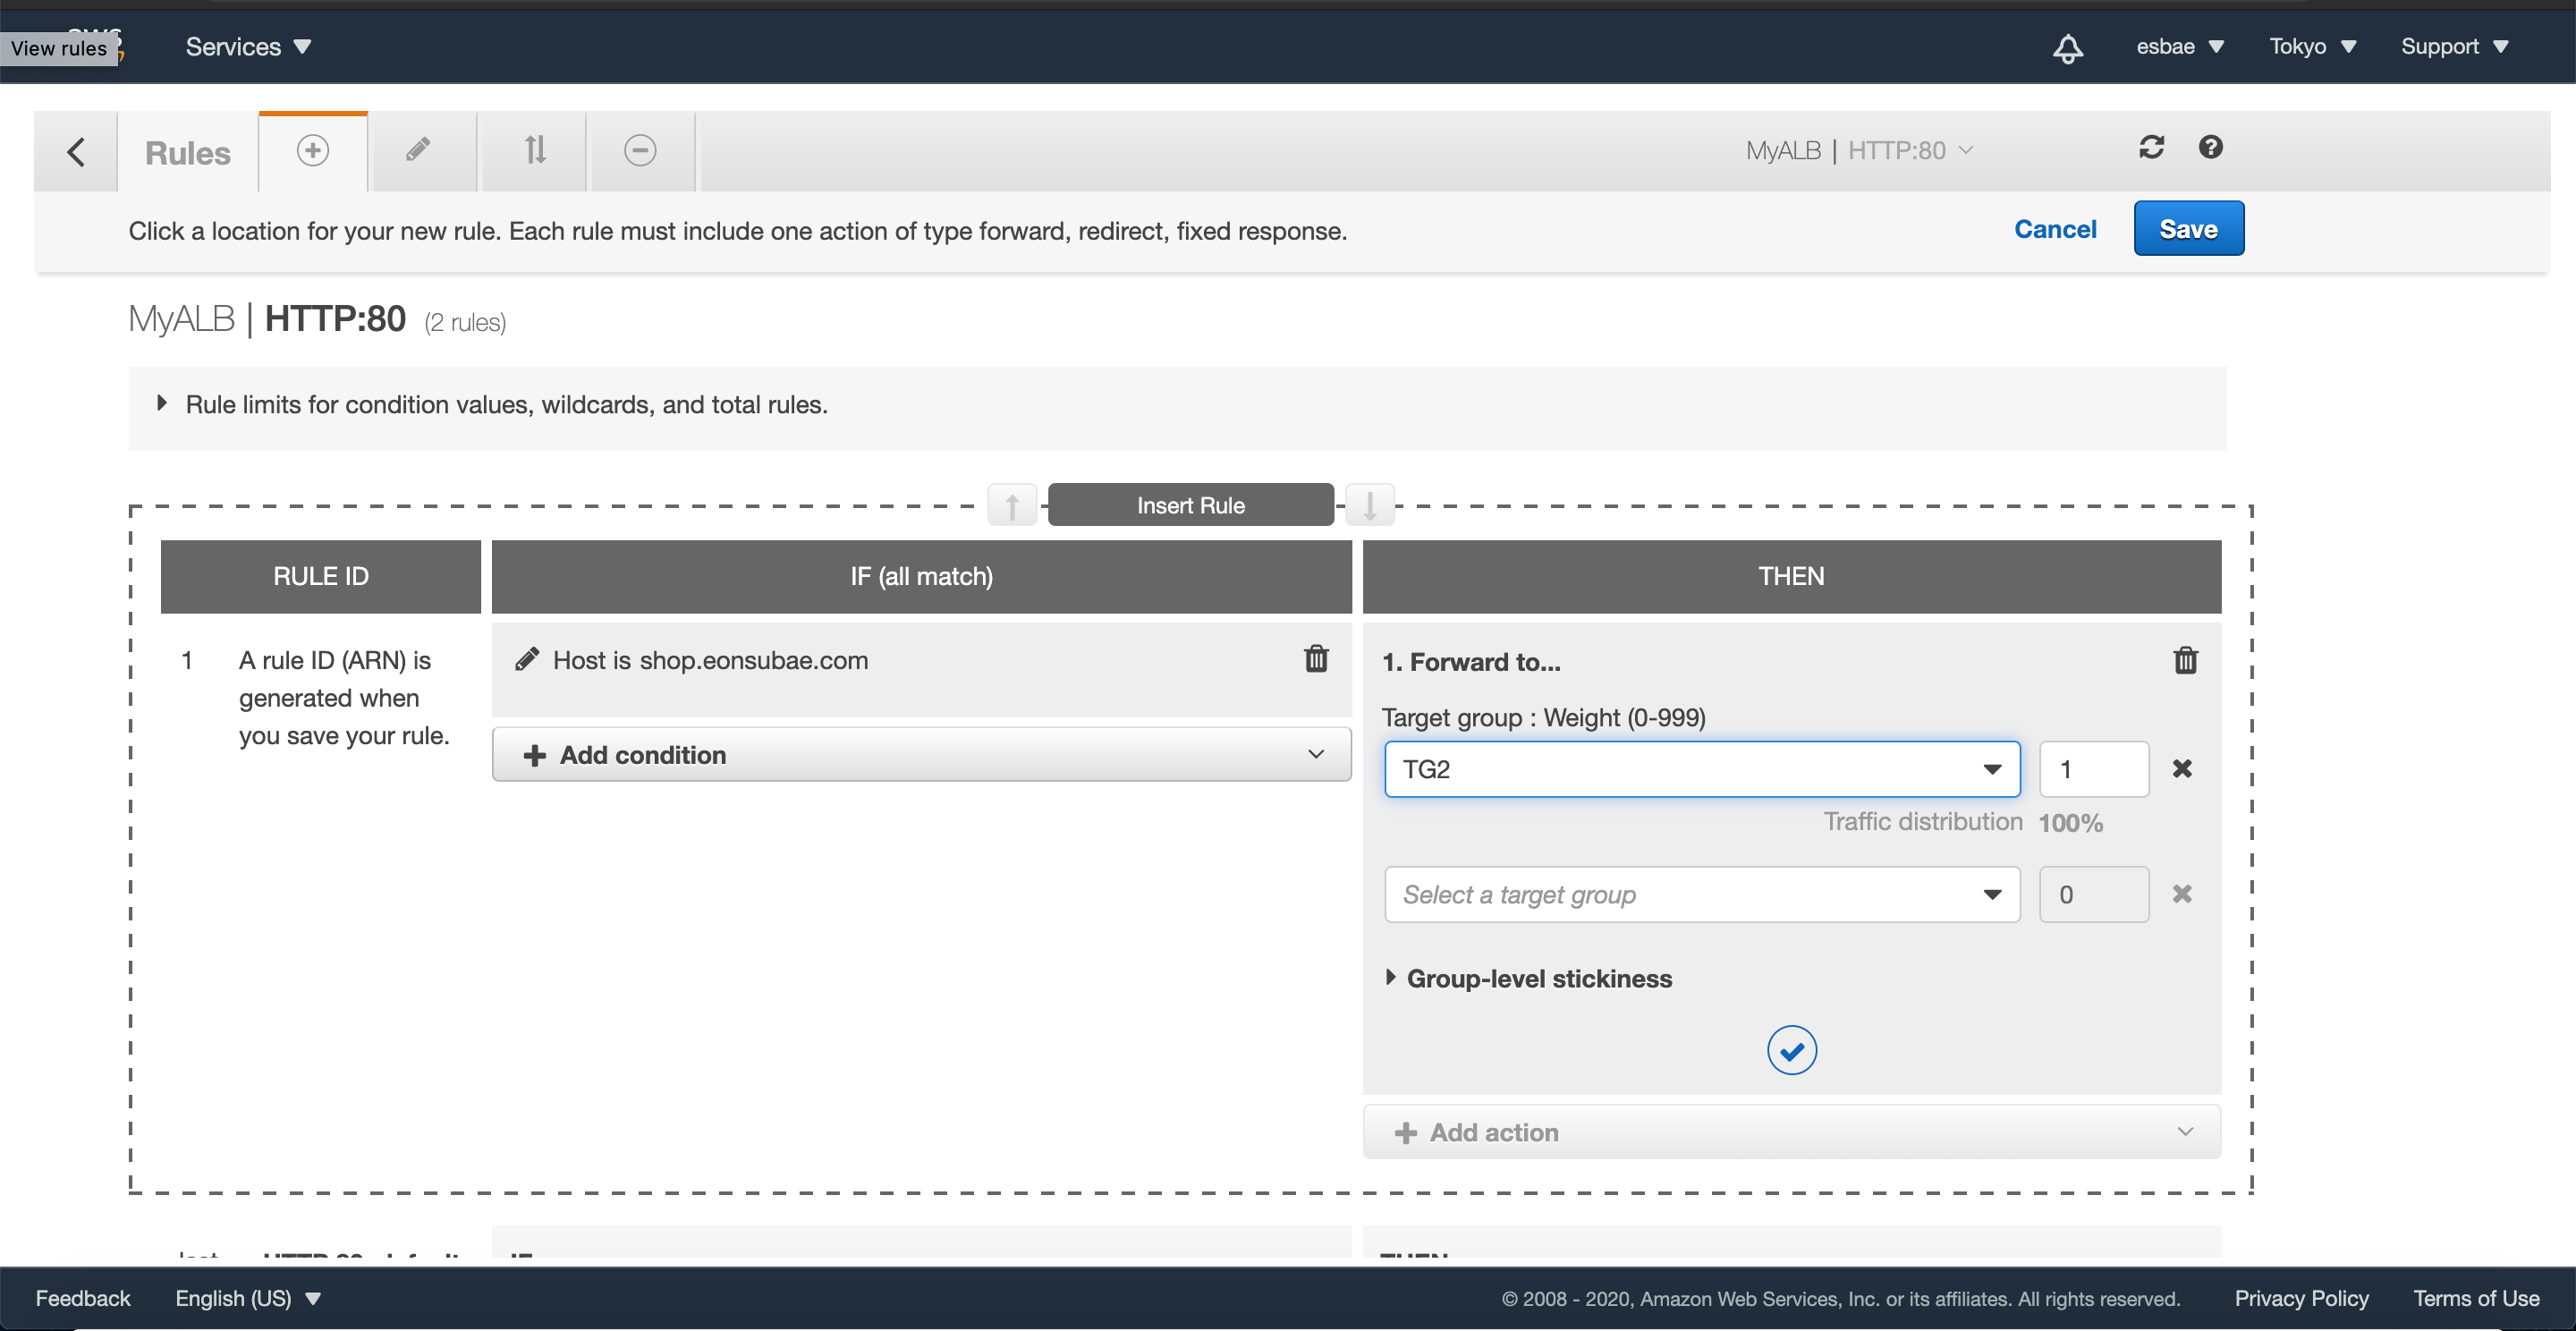 View rules
Services
esbae
Tokyo
Support
Rules
MyALB | HTTP:80
Click a location for your new rule. Each rule must include one action of type forward, redirect, fixed response.
Cancel
Save
MyALB | HTTP:80 (2 rules)
Rule limits for condition values, wildcards, and total rules.
Insert Rule
RULE ID
IF (all match)
THEN
1
A rule ID (ARN) is
generated when
you save your rule.
Host is shop.eonsubae.com
Add condition
1. Forward to...
Target group : Weight (0-999)
TG2
1
Traffic distribution 100%
Select a target group
0
Group-level stickiness
Add action
Feedback
English (US)
© 2008 - 2020, Amazon Web Services, Inc. or its affiliates. All rights reserved.
Privacy Policy
Terms of Use